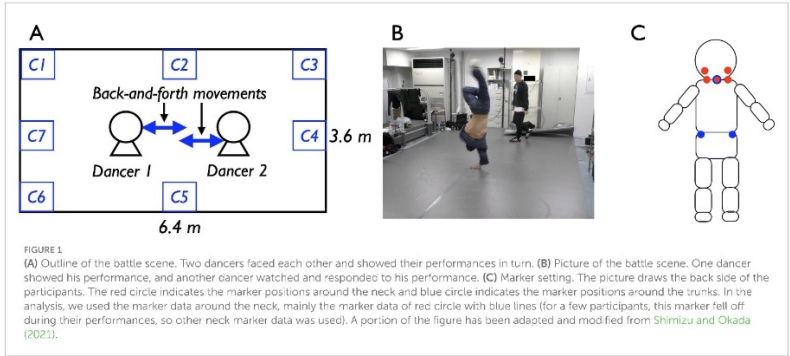 A
B
C
C1
C2
C3
Back-and-forth movements
C7
C4
3.6 m
Dancer 1
Dancer 2
C6
C5
6.4 m
FIGURE 1
(A) Outline of the battle scene. Two dancers faced each other and showed their performances in turn. (B) Picture of the battle scene. One dancer
showed his performance, and another dancer watched and responded to his performance. (C) Marker setting. The picture draws the back side of the
participants. The red circle indicates the marker positions around the neck and blue circle indicates the marker positions around the trunks. In the
analysis, we used the marker data around the neck, mainly the marker data of red circle with blue lines (for a few participants, this marker fell off
during their performances, so other neck marker data was used). A portion of the figure has been adapted and modified from Shimizu and Okada
(2021).